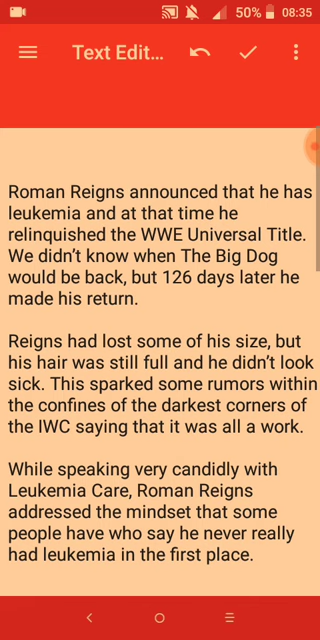 50% 08:35
Text Edit...
Roman Reigns announced that he has
leukemia and at that time he
relinquished the WWE Universal Title.
We didn't know when The Big Dog
would be back, but 126 days later he
made his return.
Reigns had lost some of his size, but
his hair was still full and he didn't look
sick. This sparked some rumors within
the confines of the darkest corners of
the IWC saying that it was all a work.
While speaking very candidly with
Leukemia Care, Roman Reigns
addressed the mindset that some
people have who say he never really
had leukemia in the first place.